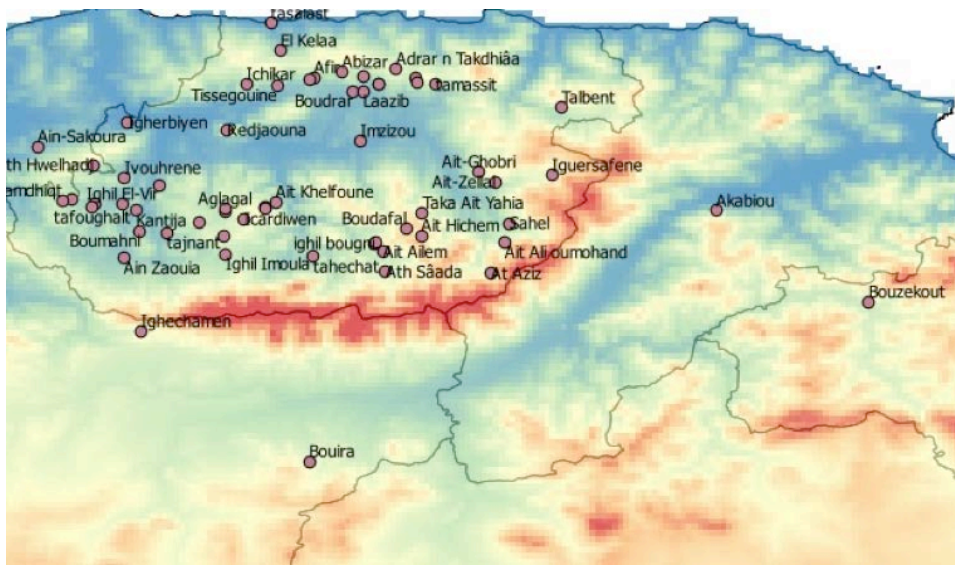 Tasalast
El Kelaa
Abizar
Adrar n Takdhiâa
Afir
Ichikar
Tissegouine
Boudrar
Laazib
tamassit
Talbent
Igherbiyen
Redjaouna
Imzizou
Ain-Sakoura
th Hwelhadj
Ivouhrene
Ait-Ghobri
Iguersafene
Ait-Zellal
amdhiqt
Ighil El-Vir
Aglagal
Ait Khelfoune
Taka Ait Yahia
Akabiou
tafoughalt
Kantija
Icardiwen
Boudafal
Ait Hichem
Sahel
Boumahni
tajnant
ighil bougni
Ait Ailem
Ait Ali oumohand
Ain Zaouia
Ighil Imoula
tahechat
Ath Sâada
At Aziz
Bouzekout
Ighechamen
Bouira